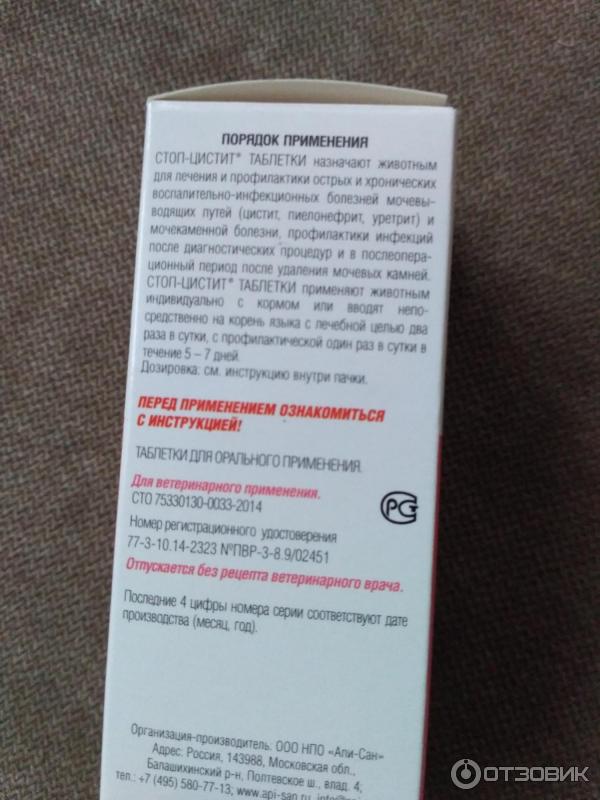 ПОРЯДОК ПРИМЕНЕНИЯ
СТОП-ЦИСТИТ® ТАБЛЕТКИ назначают животным
для лечения и профилактики острых и хронических
воспалительно-инфекционных болезней мочевы-
водящих путей (цистит, пиелонефрит, уретрит) и
мочекаменной болезни, профилактики инфекций
после диагностических процедур и в послеопера-
ционный период после удаления мочевых камней.
СТОП-ЦИСТИТ® ТАБЛЕТКИ применяют животным
индивидуально с кормом или вводят непо-
средственно на корень языка с лечебной целью два
раза в сутки, с профилактической один раз в сутки в
течение 5 – 7 дней.
Дозировка: см. инструкцию внутри пачки.
ПЕРЕД ПРИМЕНЕНИЕМ ОЗНАКОМИТЬСЯ
С ИНСТРУКЦИЕЙ!
ТАБЛЕТКИ ДЛЯ ОРАЛЬНОГО ПРИМЕНЕНИЯ.
Для ветеринарного применения.
СТО 75330130-0033-2014
РСТ
Номер регистрационного удостоверения
77-3-10.14-2323 №ПВР-3-8.9/02451
Отпускается без рецепта ветеринарного врача.
Последние 4 цифры номера серии соответствуют дате
производства (месяц, год).
Организация-производитель: ООО НПО «Апи-Сан»
Адрес: Россия, 143988, Московская обл.,
Балашихинский р-н, Полтевское ш., влад. 4;
тел.: +7 (495) 580-77-13; www.api-san.ru
ОТЗОВИК